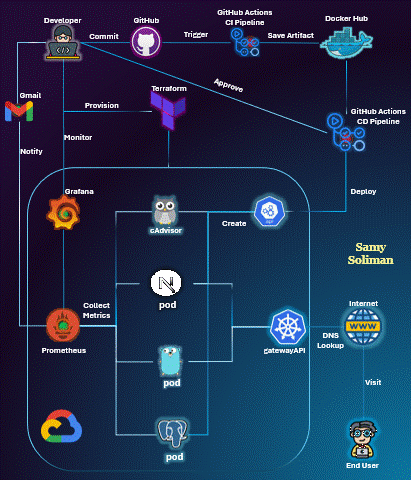 Developer
GitHub
GitHub Actions
CI Pipeline
Docker Hub
Commit
Trigger
Save Artifact
Gmail
Provision
Terraform
Approve
GitHub Actions
CD Pipeline
Monitor
Notify
Grafana
cAdvisor
Create
Deploy
Samy
Soliman
N
pod
Collect
Metrics
Internet
WWW
Prometheus
gatewayAPI
DNS
Lookup
pod
Visit
pod
End User